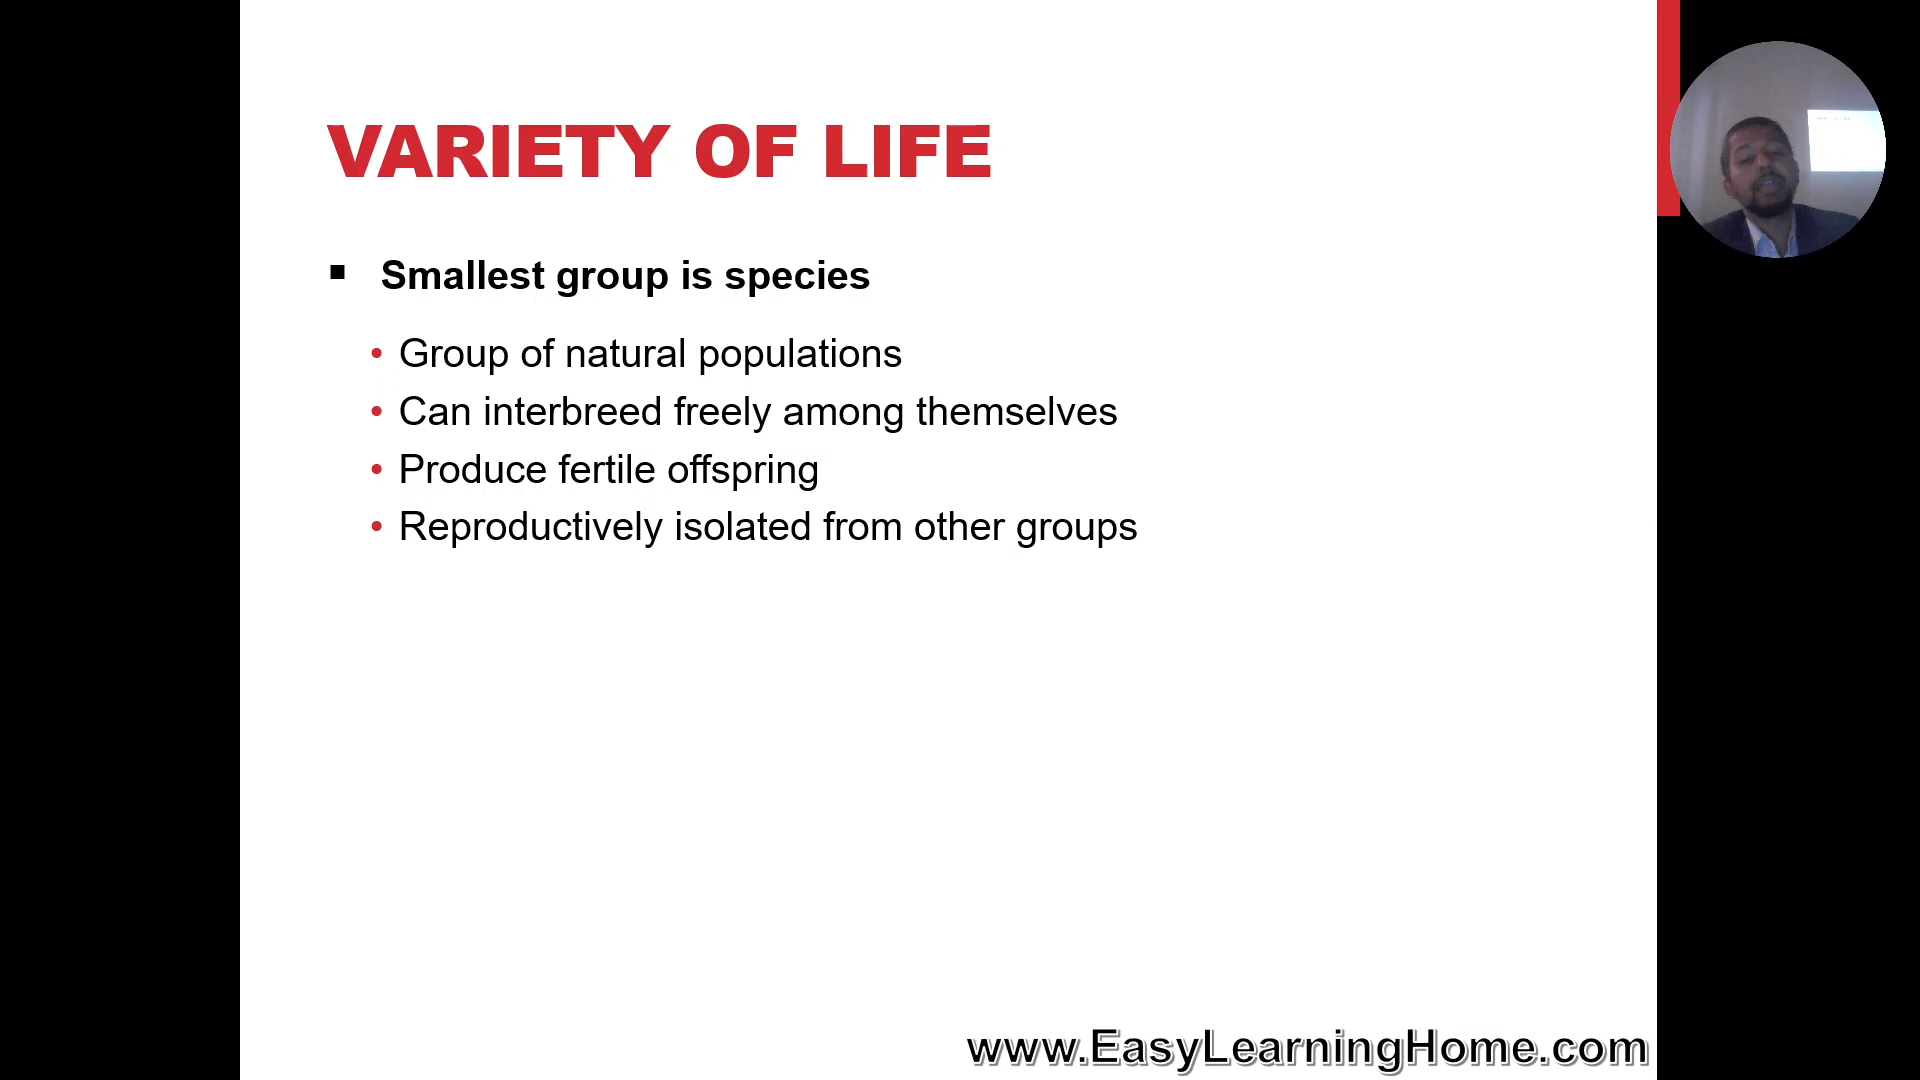 VARIETY OF LIFE
▪ Smallest group is species
• Group of natural populations
• Can interbreed freely among themselves
• Produce fertile offspring
• Reproductively isolated from other groups
www.EasyLearningHome.com